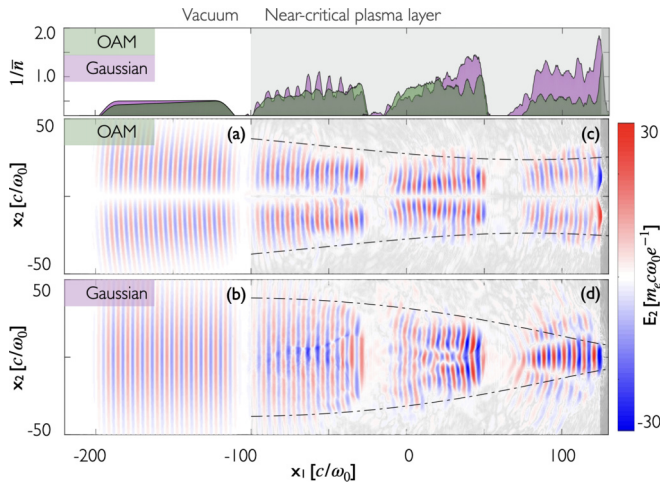 Vacuum Near-critical plasma layer
2.0
1.0
1/n̄
OAM
Gaussian
50
-50
x₂ [c/ω₀]
OAM
(a)
(c)
50
-50
x₂ [c/ω₀]
Gaussian
(b)
(d)
-200 -100 0 100
x₁ [c/ω₀]
30
-30
E₂ [mₑcω₀e⁻¹]